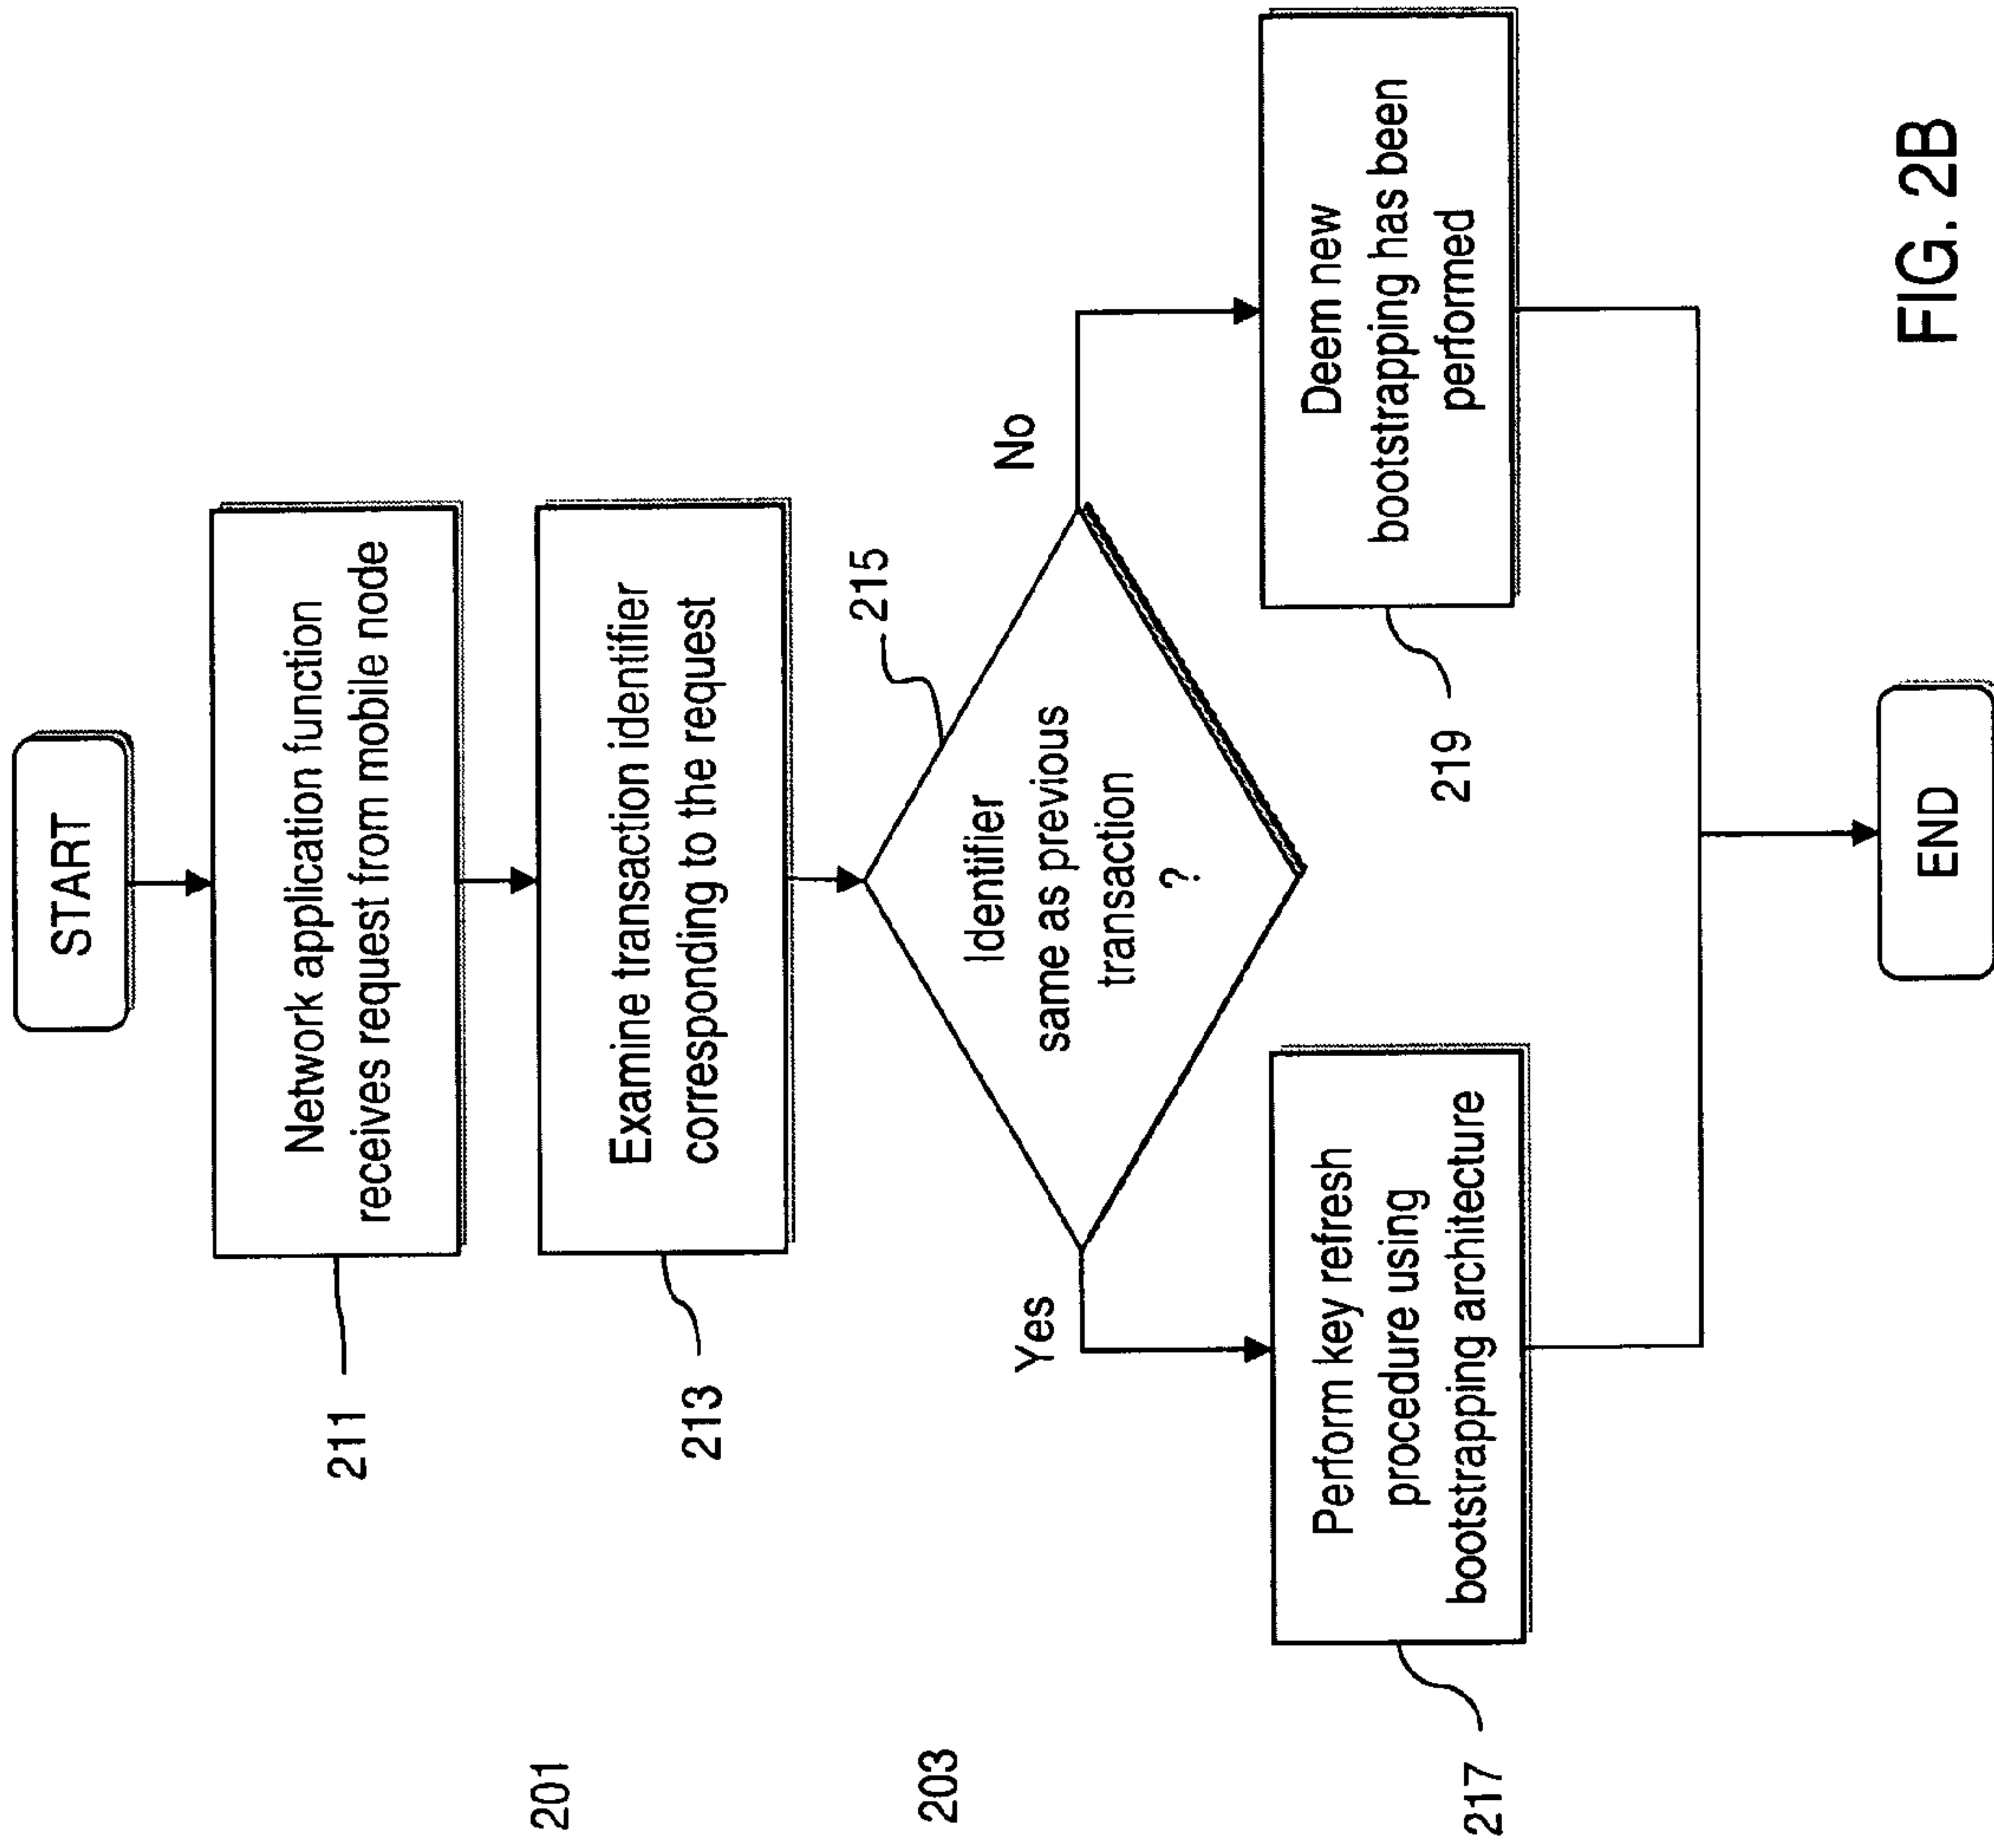 START
Network application function
receives request from mobile node
211
Examine transaction identifier
corresponding to the request
213
201
215
Identifier
same as previous
transaction
?
203
Yes
No
Perform key refresh
procedure using
bootstrapping architecture
217
Deem new
bootstrapping has been
performed
219
END
FIG. 2B